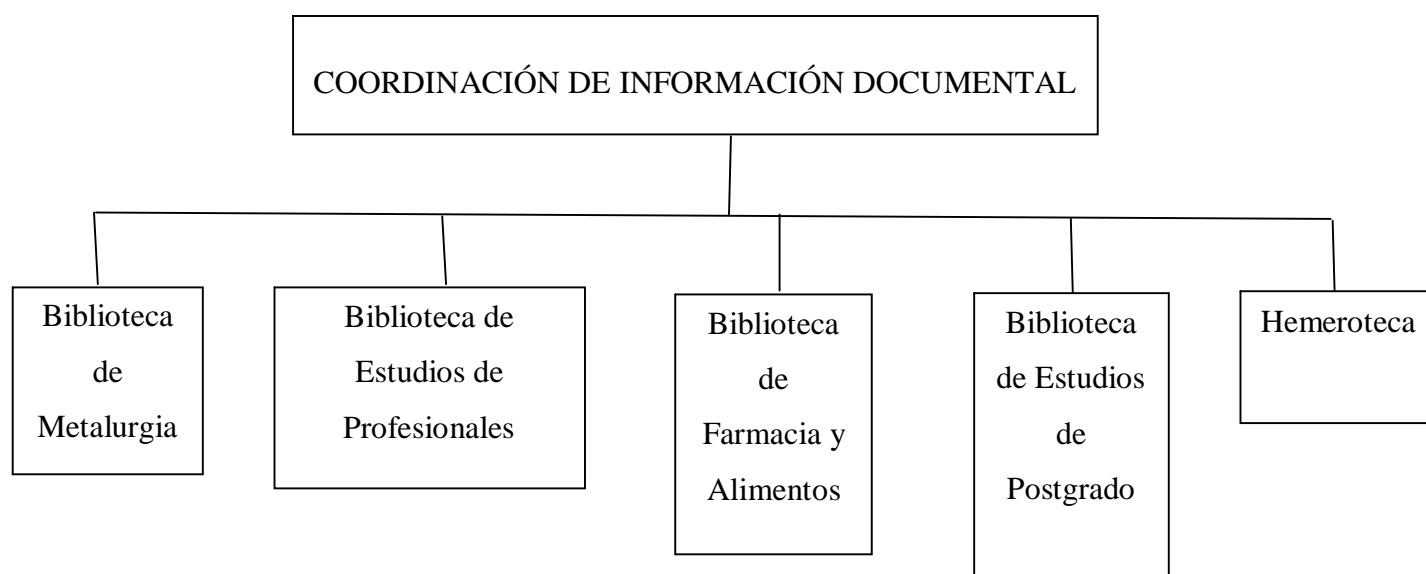 COORDINACIÓN DE INFORMACIÓN DOCUMENTAL
Biblioteca
de
Metalurgia
Biblioteca de
Estudios de
Profesionales
Biblioteca
de
Farmacia y
Alimentos
Biblioteca
de Estudios
de
Postgrado
Hemeroteca